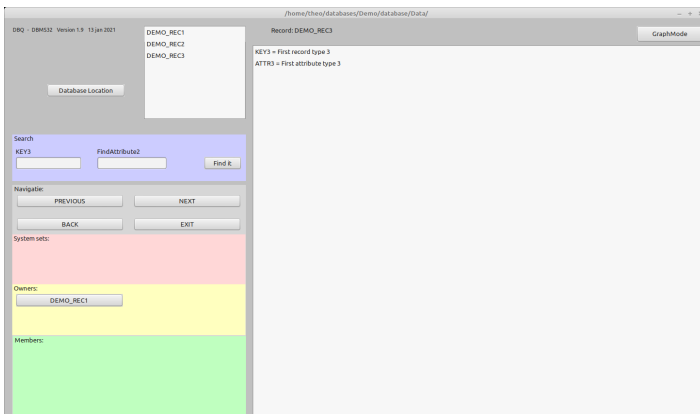 /home/theo/databases/Demo/database/Data/
DBQ - DBMS32 Version 1.9 13 jan 2021
DEMO_REC1
DEMO_REC2
DEMO_REC3
Database Location
Record: DEMO_REC3
GraphMode
KEY3 = First record type 3
ATTR3 = First attribute type 3
Search
KEY3 FindAttribute2
Find it
Navigatie:
PREVIOUS NEXT
BACK EXIT
System sets:
Owners:
DEMO_REC1
Members: